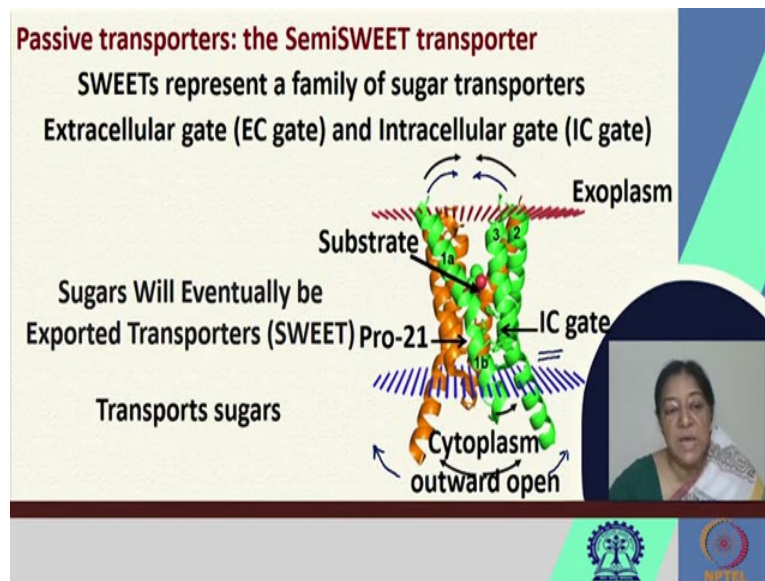 Passive transporters: the SemiSWEET transporter
SWEETs represent a family of sugar transporters
Extracellular gate (EC gate) and Intracellular gate (IC gate)
Exoplasm
Substrate
3 2
1a
Sugars Will Eventually be
Exported Transporters (SWEET)
Pro-21
IC gate
1b
Transports sugars
Cytoplasm
outward open
NPTEL